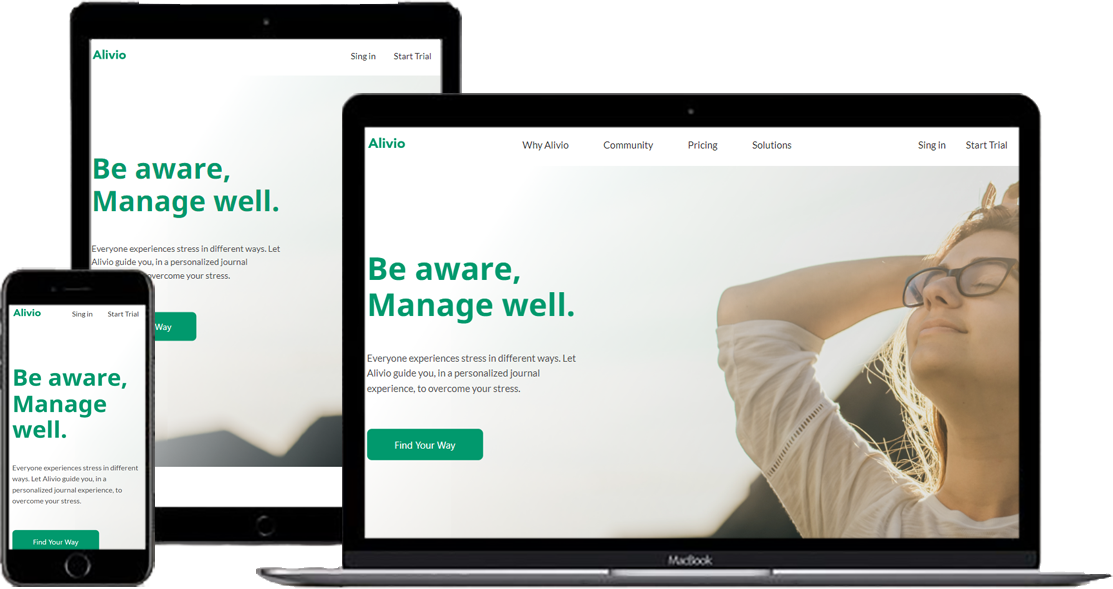 Alivio
Sing in Start Trial
Be aware,
Manage well.
Everyone experiences stress in different ways. Let
Alivio guide you, in a personalized journal
overcome your stress.
Way
Alivio
Sing in Start Trial
Be aware,
Manage
well.
Everyone experiences stress in different
ways. Let Alivio guide you, in a
personalized journal experience, to
overcome your stress.
Find Your Way
Alivio Why Alivio Community Pricing Solutions Sing in Start Trial
Be aware,
Manage well.
Everyone experiences stress in different ways. Let
Alivio guide you, in a personalized journal
experience, to overcome your stress.
Find Your Way
MacBook